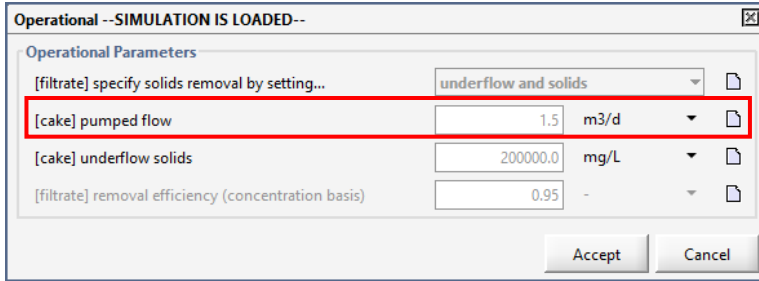 Operational --SIMULATION IS LOADED--
Operational Parameters
[filtrate] specify solids removal by setting... underflow and solids
[cake] pumped flow 1.5 m3/d
[cake] underflow solids 200000.0 mg/L
[filtrate] removal efficiency (concentration basis) 0.95 -
Accept Cancel